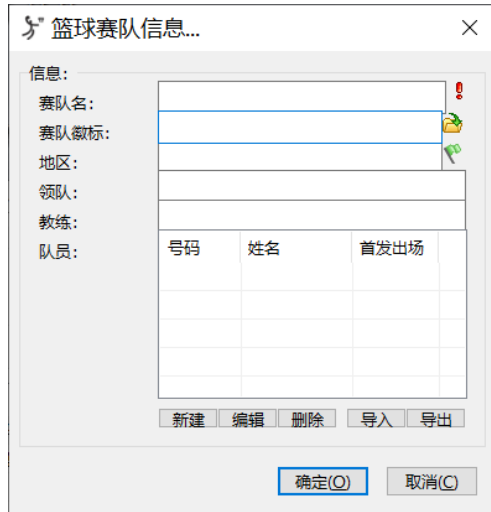 篮球赛队信息...
信息:
赛队名:
赛队徽标:
地区:
领队:
教练:
队员:
号码 姓名 首发出场
新建 编辑 删除 导入 导出
确定(O) 取消(C)